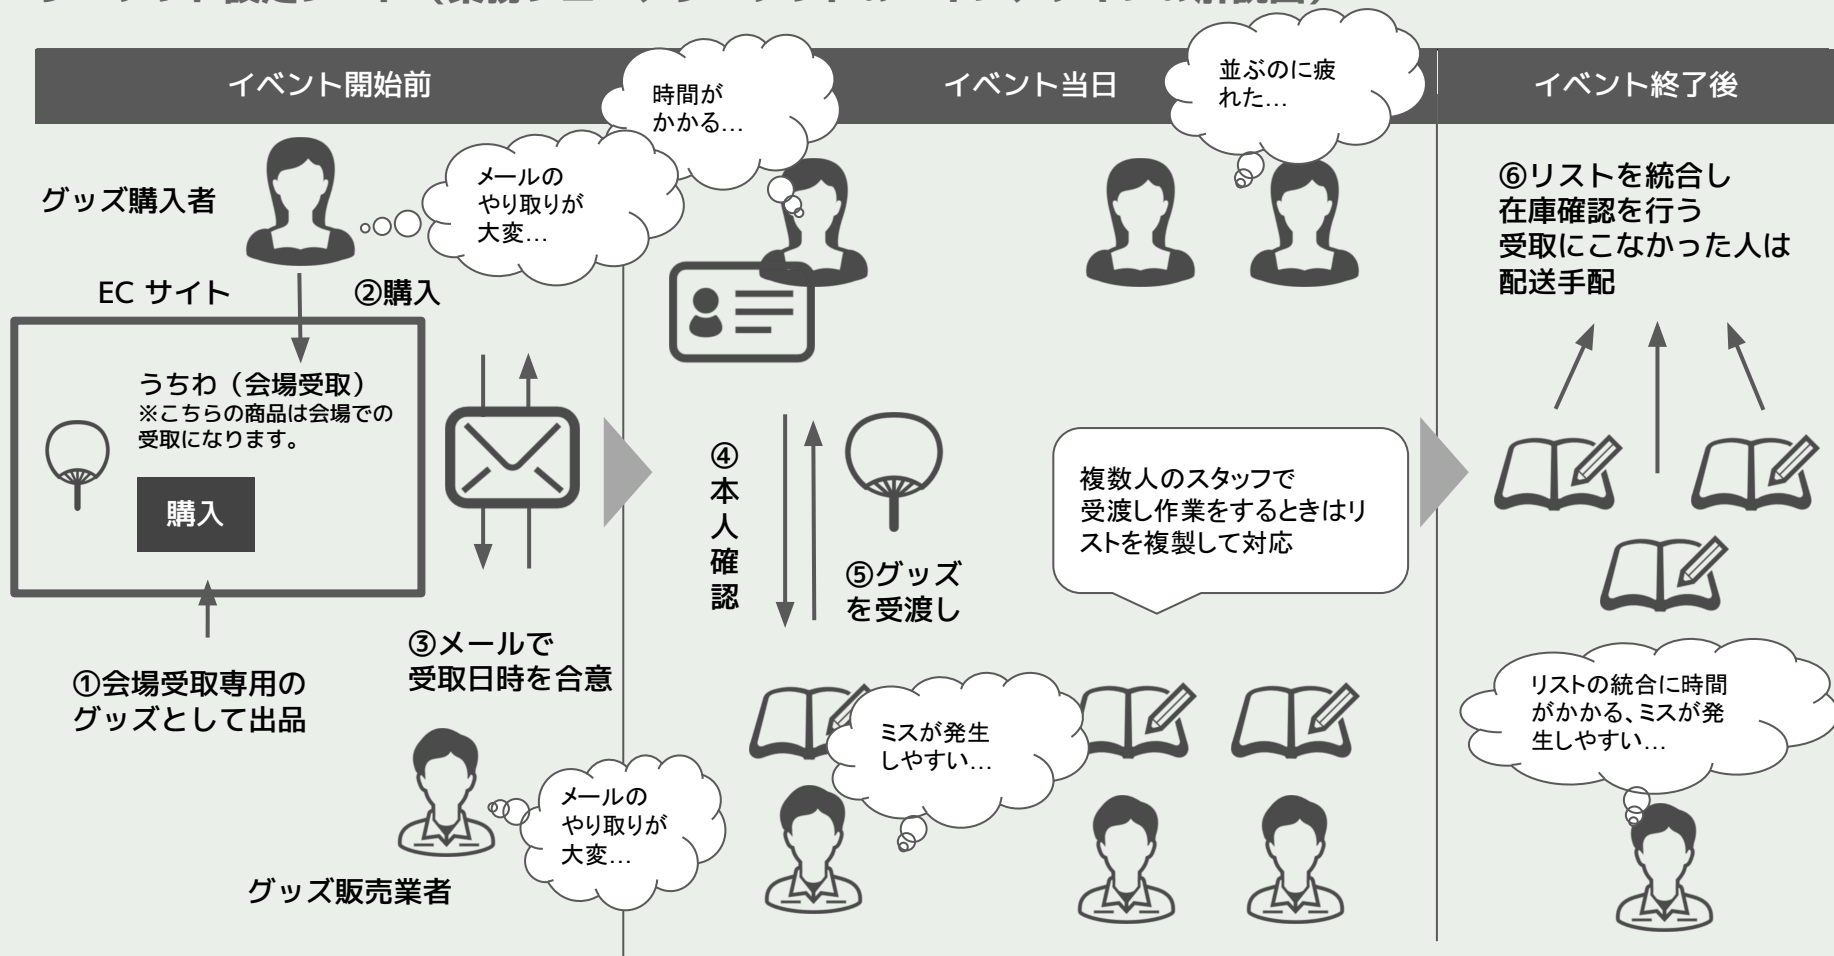 イベント開始前
イベント当日
イベント終了後
時間が
かかる…
並ぶのに疲
れた…
グッズ購入者
メールの
やり取りが
大変…
EC サイト
②購入
うちわ（会場受取）
※こちらの商品は会場での
受取になります。
購入
①会場受取専用の
グッズとして出品
③メールで
受取日時を合意
グッズ販売業者
メールの
やり取りが
大変…
④本人確認
⑤グッズ
を受渡し
複数人のスタッフで
受渡し作業をするときはリ
ストを複製して対応
ミスが発生
しやすい…
⑥リストを統合し
在庫確認を行う
受取にこなかった人は
配送手配
リストの統合に時間
がかかる、ミスが発
生しやすい…